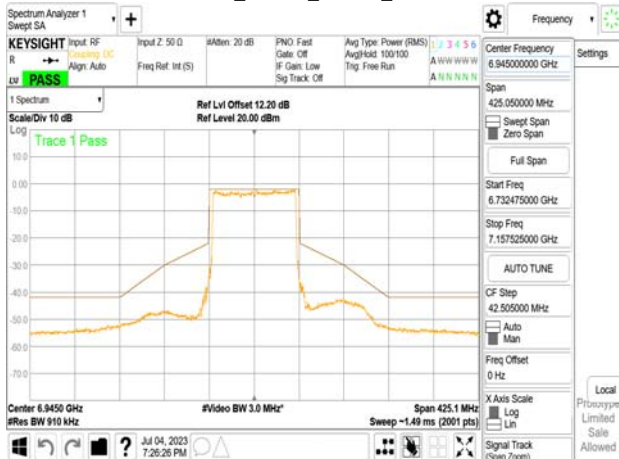 Spectrum Analyzer 1
Swept SA
Frequency
KEYSIGHT
R
LV
PASS
Input: RF
Coupling: DC
Align: Auto
Input Z: 50 Ω
Freq Ref: Int (S)
#Atten: 20 dB
PNO: Fast
Gate: Off
IF Gain: Low
Sig Track: Off
Avg Type: Power (RMS)
Avg|Hold: 100/100
Trig: Free Run
1 2 3 4 5 6
A W W W W W
A N N N N N
1 Spectrum
Scale/Div 10 dB
Ref Lvl Offset 12.20 dB
Ref Level 20.00 dBm
Log
Trace 1 Pass
10.0
0.00
-10.0
-20.0
-30.0
-40.0
-50.0
-60.0
-70.0
Center 6.9450 GHz
#Res BW 910 kHz
#Video BW 3.0 MHz*
Span 425.1 MHz
Sweep ~1.49 ms (2001 pts)
Jul 04, 2023
7:26:26 PM
Center Frequency
6.945000000 GHz
Span
425.050000 MHz
Swept Span
Zero Span
Full Span
Start Freq
6.732475000 GHz
Stop Freq
7.157525000 GHz
AUTO TUNE
CF Step
42.505000 MHz
Auto
Man
Freq Offset
0 Hz
X Axis Scale
Log
Lin
Signal Track
(Span Zoom)
Settings
Local
Prototype
Limited
Sale
Allowed